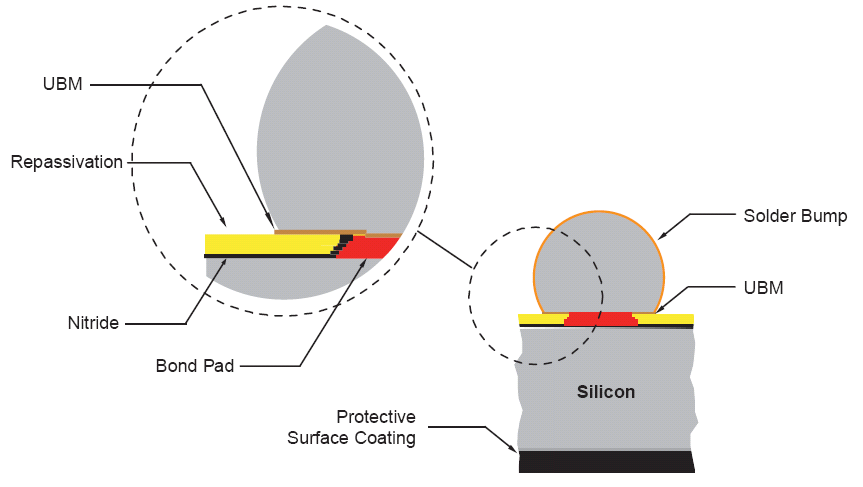 UBM
Repassivation
Nitride
Bond Pad
Solder Bump
UBM
Silicon
Protective
Surface Coating